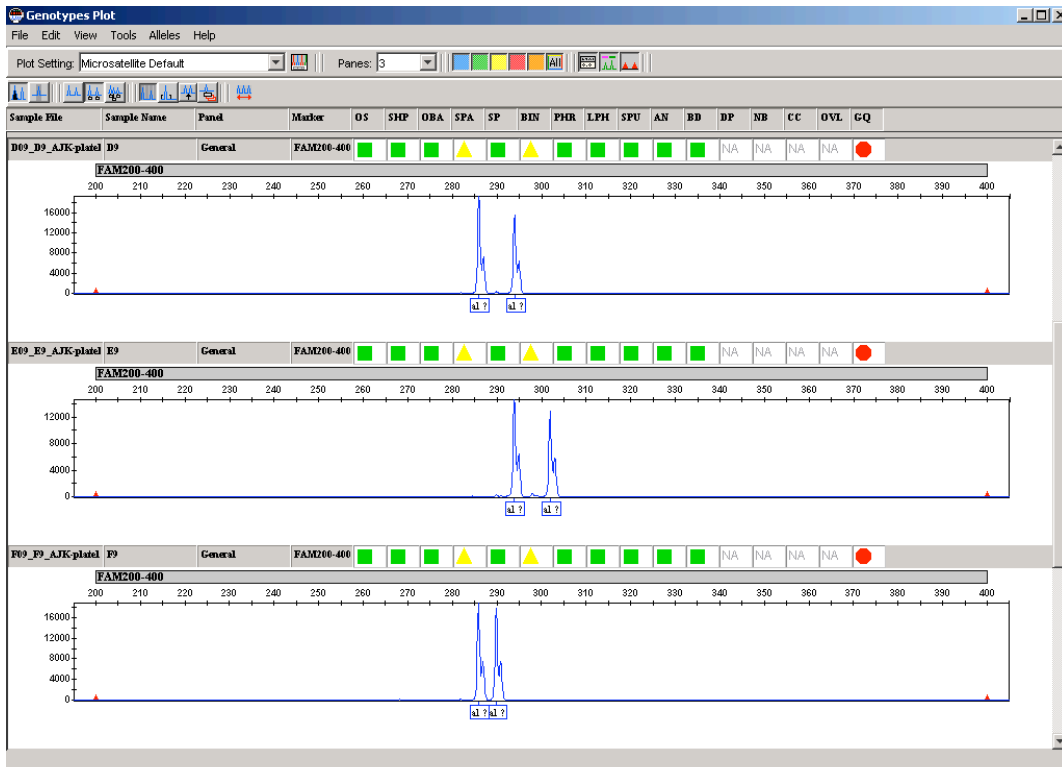 Genotypes Plot
File Edit View Tools Alleles Help
Plot Setting: Microsatellite Default Panes: 3 All
Sample File Sample Name Panel Marker OS SHP OBA SPA SP BIN PHR LPH SPU AN BD DP NB CC OVL GQ
D09_D9_AJK-plate1 D9 General FAM200-400 NA NA NA NA
FAM200-400
200 210 220 230 240 250 260 270 280 290 300 310 320 330 340 350 360 370 380 390 400
16000
12000
8000
4000
0
al ? al ?
E09_E9_AJK-plate1 E9 General FAM200-400 NA NA NA NA
FAM200-400
200 210 220 230 240 250 260 270 280 290 300 310 320 330 340 350 360 370 380 390 400
12000
8000
4000
0
al ? al ?
F09_F9_AJK-plate1 F9 General FAM200-400 NA NA NA NA
FAM200-400
200 210 220 230 240 250 260 270 280 290 300 310 320 330 340 350 360 370 380 390 400
16000
12000
8000
4000
0
al ? al ?